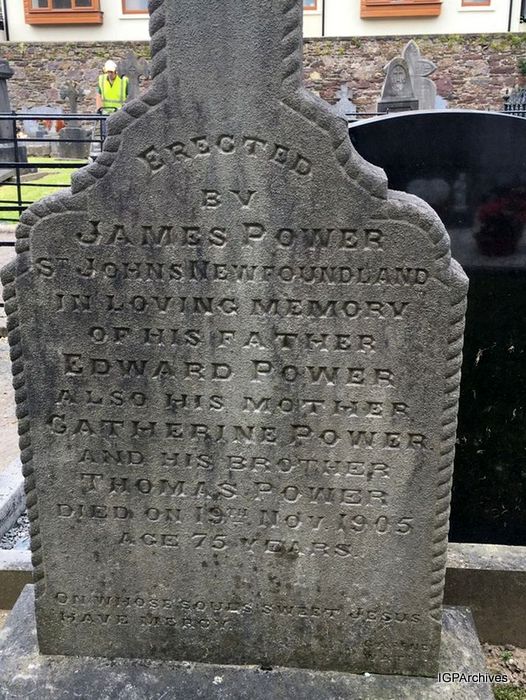 ERECTED
BY
JAMES POWER
ST JOHNS NEWFOUNDLAND
IN LOVING MEMORY
OF HIS FATHER
EDWARD POWER
ALSO HIS MOTHER
CATHERINE POWER
AND HIS BROTHER
THOMAS POWER
DIED ON 19TH NOV. 1905
AGE 75 YEARS.
ON WHOSE SOULS SWEET JESUS
HAVE MERCY
IGPArchives